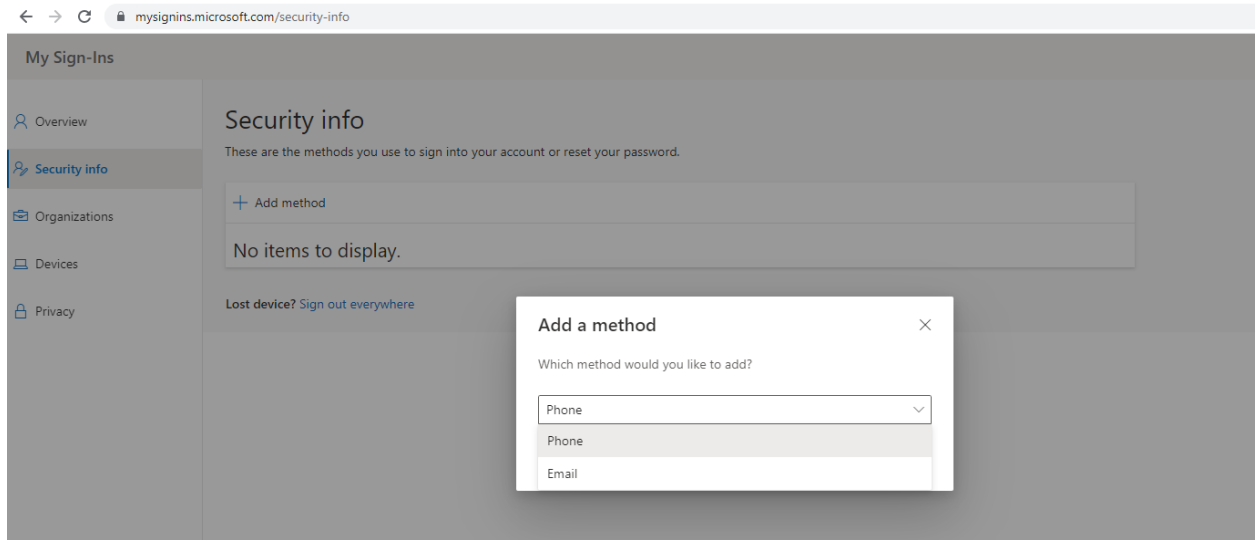 mysignins.microsoft.com/security-info
My Sign-Ins
Overview
Security info
Organizations
Devices
Privacy
Security info
These are the methods you use to sign into your account or reset your password.
Add method
No items to display.
Lost device? Sign out everywhere
Add a method
Which method would you like to add?
Phone
Phone
Email